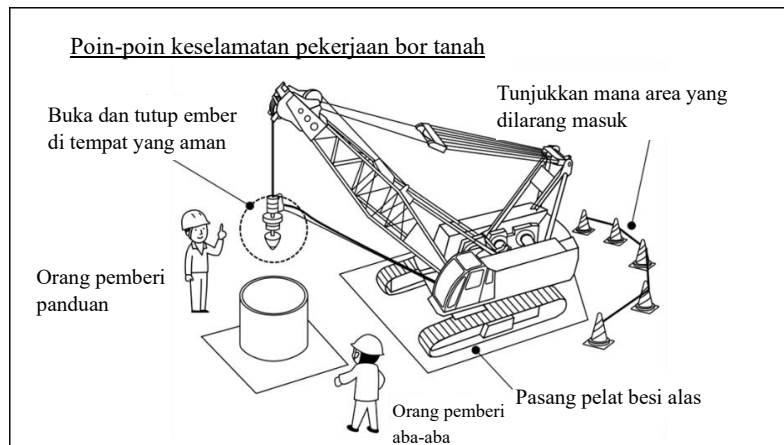 Poin-poin keselamatan pekerjaan bor tanah
Buka dan tutup ember
di tempat yang aman
Tunjukkan mana area yang
dilarang masuk
Orang pemberi
panduan
Pasang pelat besi alas
Orang pemberi
aba-aba